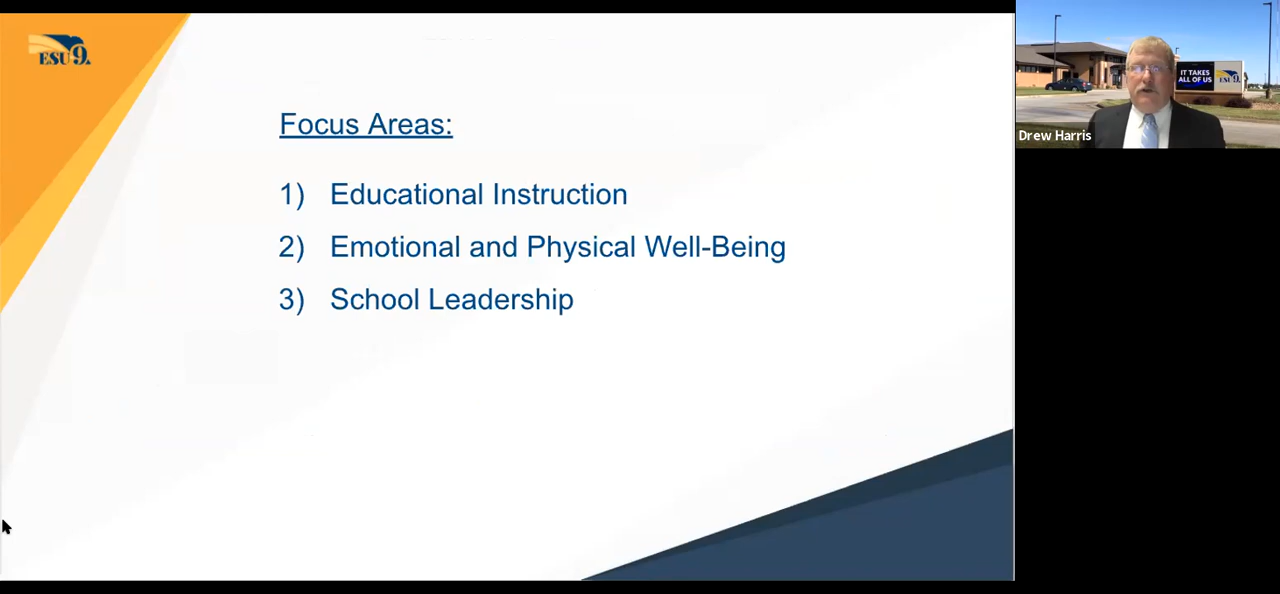 ESU9
Focus Areas:
1) Educational Instruction
2) Emotional and Physical Well-Being
3) School Leadership
IT TAKES
ALL OF US
ESU9
Drew Harris